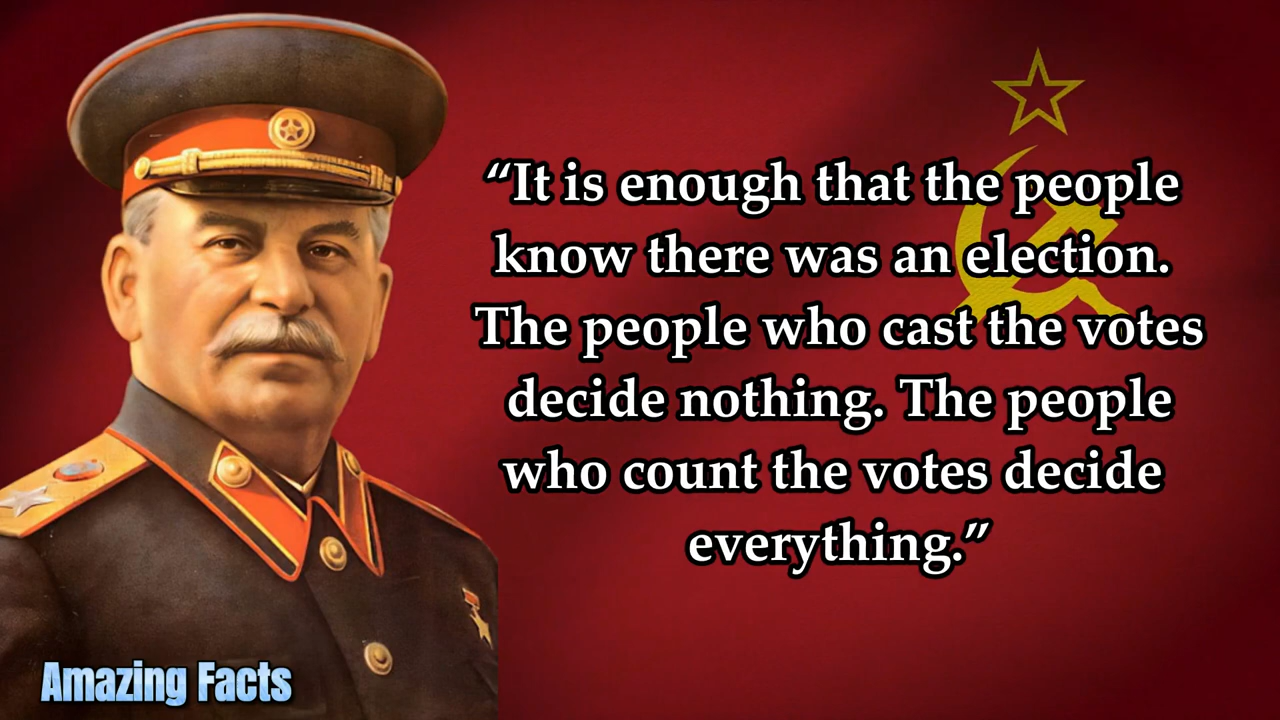 “It is enough that the people
know there was an election.
The people who cast the votes
decide nothing. The people
who count the votes decide
everything.”
Amazing Facts